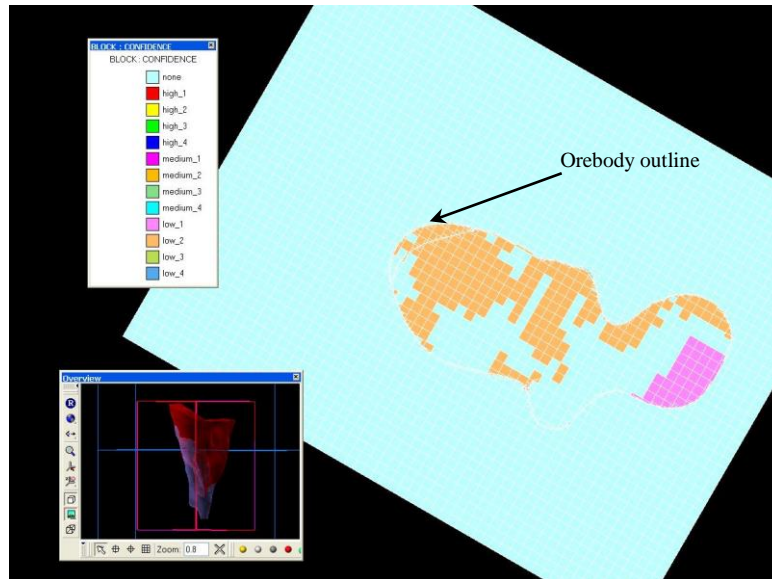 BLOCK : CONFIDENCE
BLOCK : CONFIDENCE
none
high_1
high_2
high_3
high_4
medium_1
medium_2
medium_3
medium_4
low_1
low_2
low_3
low_4
Orebody outline
Overview
R
Zoom: 0.8